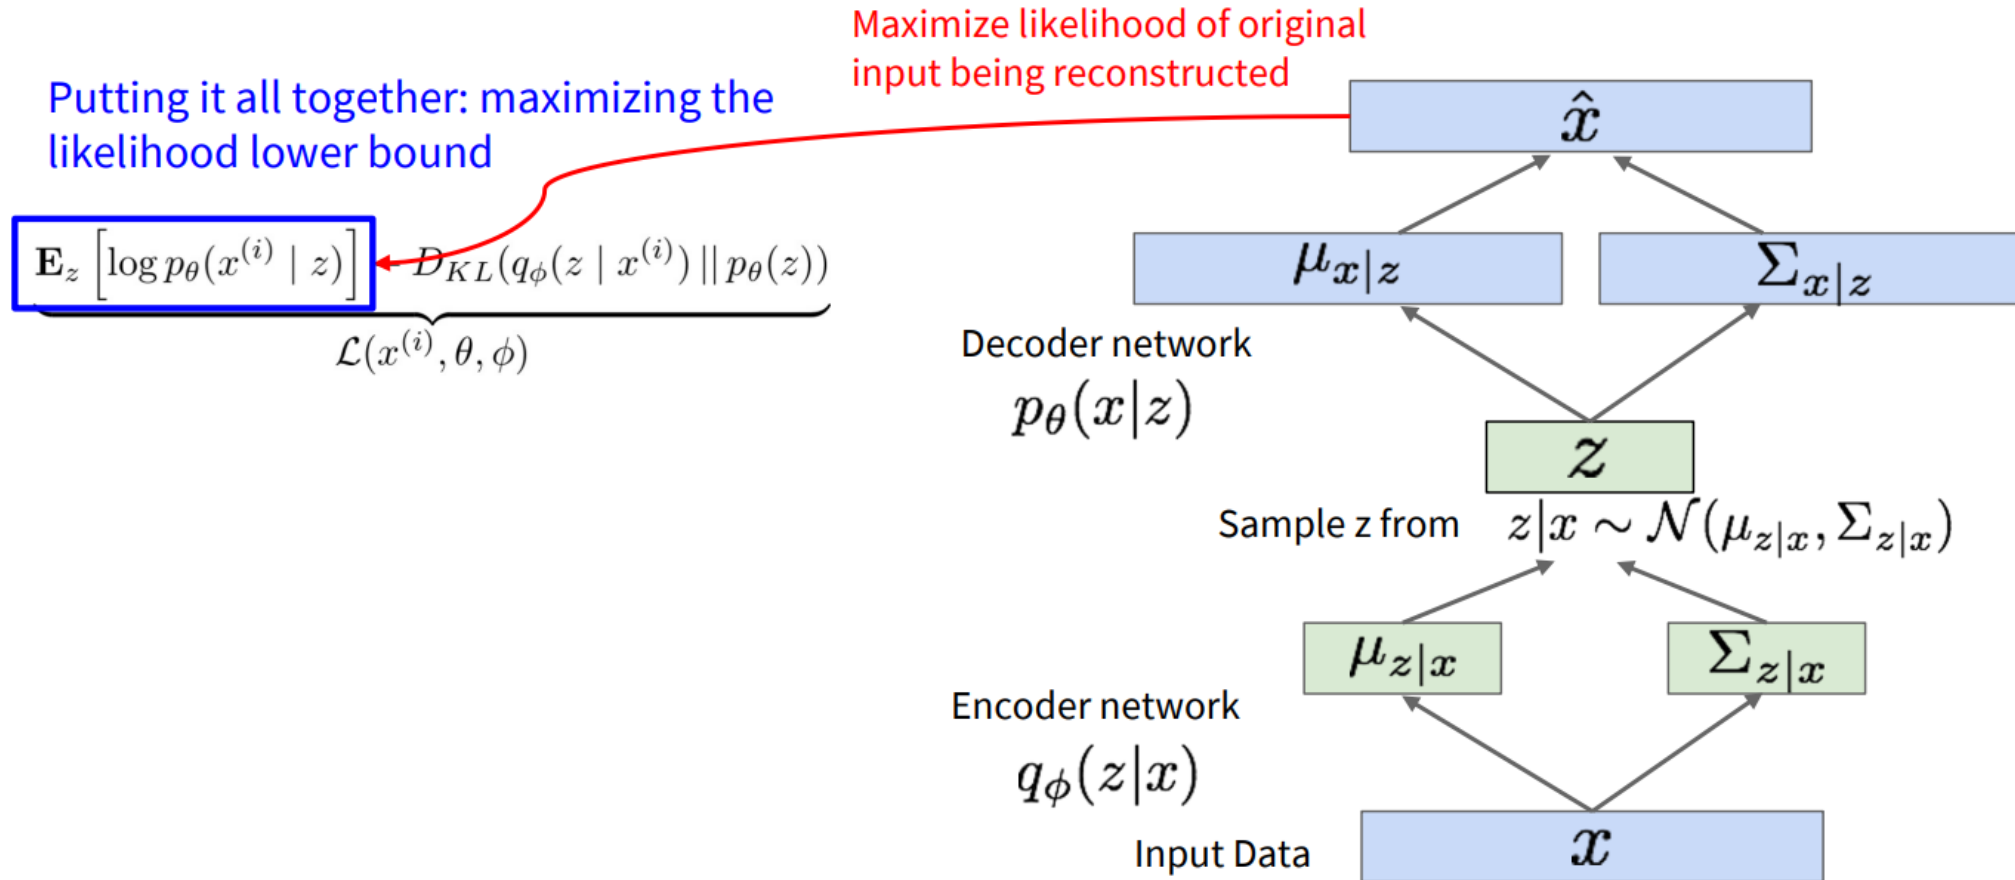 Maximize likelihood of original
input being reconstructed
Putting it all together: maximizing the
likelihood lower bound
x̂
E_z [log p_θ(x^(i) | z)] - D_KL(q_ϕ(z | x^(i)) || p_θ(z))
L(x^(i), θ, ϕ)
μ_x|z
Σ_x|z
Decoder network
p_θ(x|z)
z
Sample z from z|x ~ N(μ_z|x, Σ_z|x)
μ_z|x
Σ_z|x
Encoder network
q_ϕ(z|x)
Input Data
x